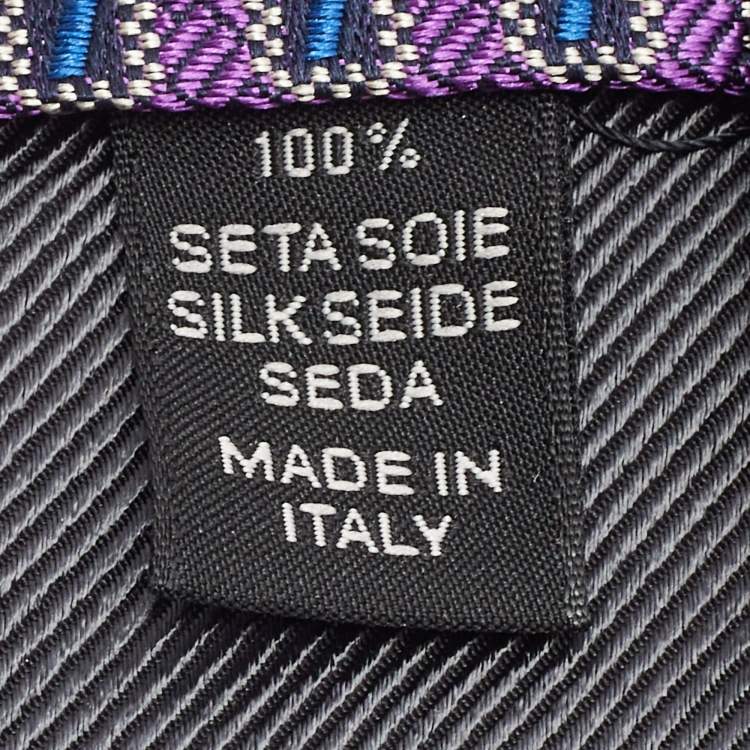 100%
SETA SOIE
SILK SEIDE
SEDA
MADE IN
ITALY